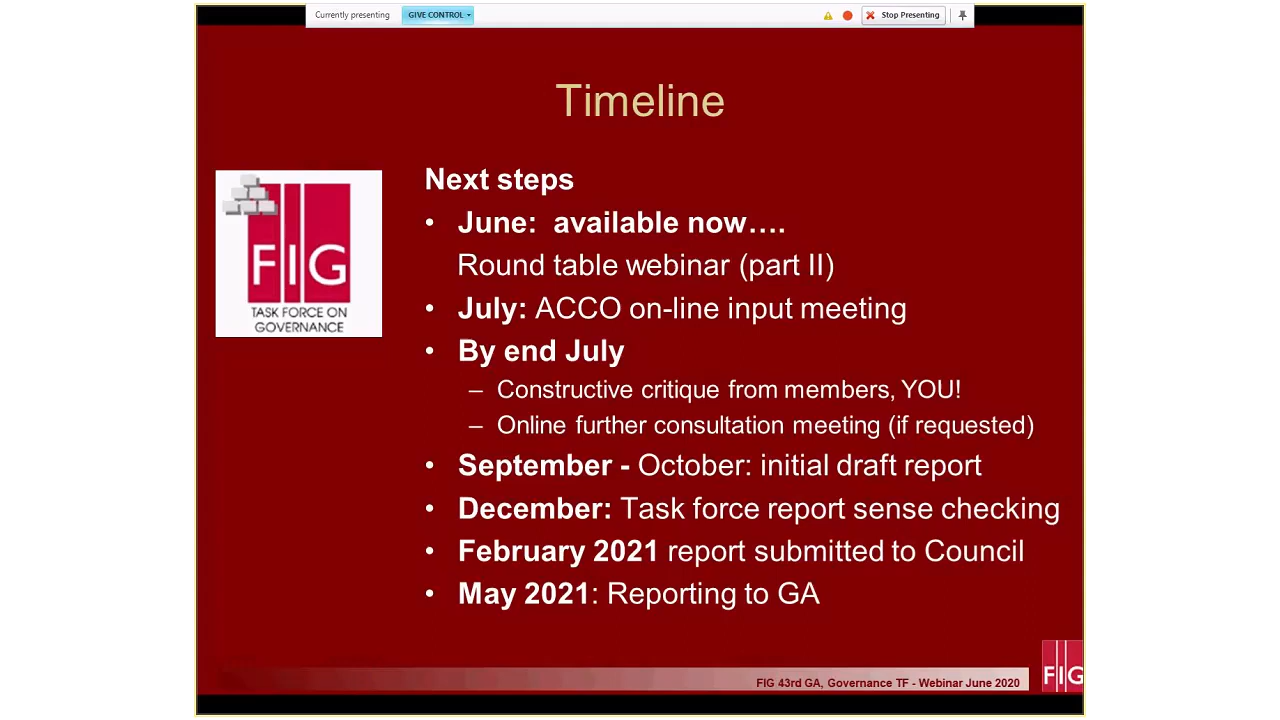 Currently presenting GIVE CONTROL Stop Presenting
Timeline
Next steps
• June:  available now….
Round table webinar (part II)
• July: ACCO on-line input meeting
• By end July
– Constructive critique from members, YOU!
– Online further consultation meeting (if requested)
• September - October: initial draft report
• December: Task force report sense checking
• February 2021 report submitted to Council
• May 2021: Reporting to GA
FIG
TASK FORCE ON
GOVERNANCE
FIG 43rd GA, Governance TF - Webinar June 2020
FIG